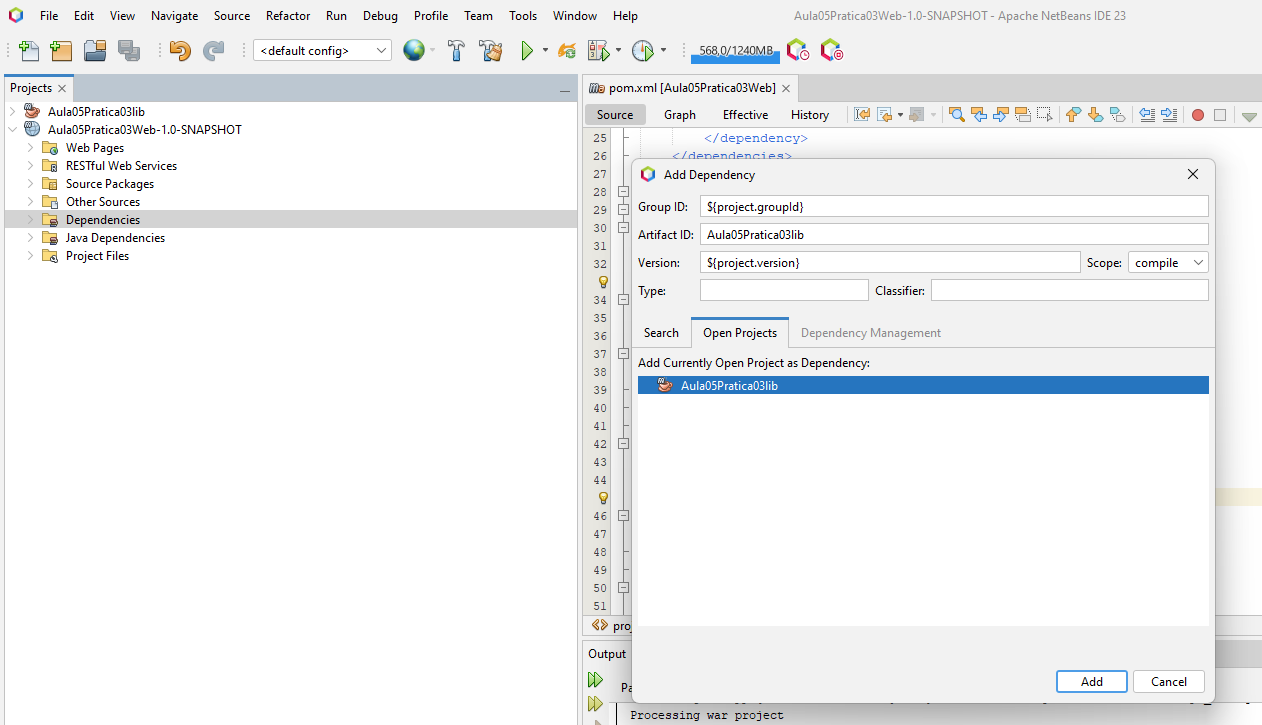 File Edit View Navigate Source Refactor Run Debug Profile Team Tools Window Help Aula05Pratica03Web-1.0-SNAPSHOT - Apache NetBeans IDE 23
<default config> 568,0/1240MB
Projects
Aula05Pratica03lib
Aula05Pratica03Web-1.0-SNAPSHOT
Web Pages
RESTful Web Services
Source Packages
Other Sources
Dependencies
Java Dependencies
Project Files
pom.xml [Aula05Pratica03Web]
Source Graph Effective History
25 </dependency>
26 </dependencies>
27
28
29
30
31
32
34
35
36
37
38
39
40
41
42
43
44
46
47
48
49
50
51
Add Dependency
Group ID: ${project.groupId}
Artifact ID: Aula05Pratica03lib
Version: ${project.version} Scope: compile
Type: Classifier:
Search Open Projects Dependency Management
Add Currently Open Project as Dependency:
Aula05Pratica03lib
Add Cancel
Output
Processing war project